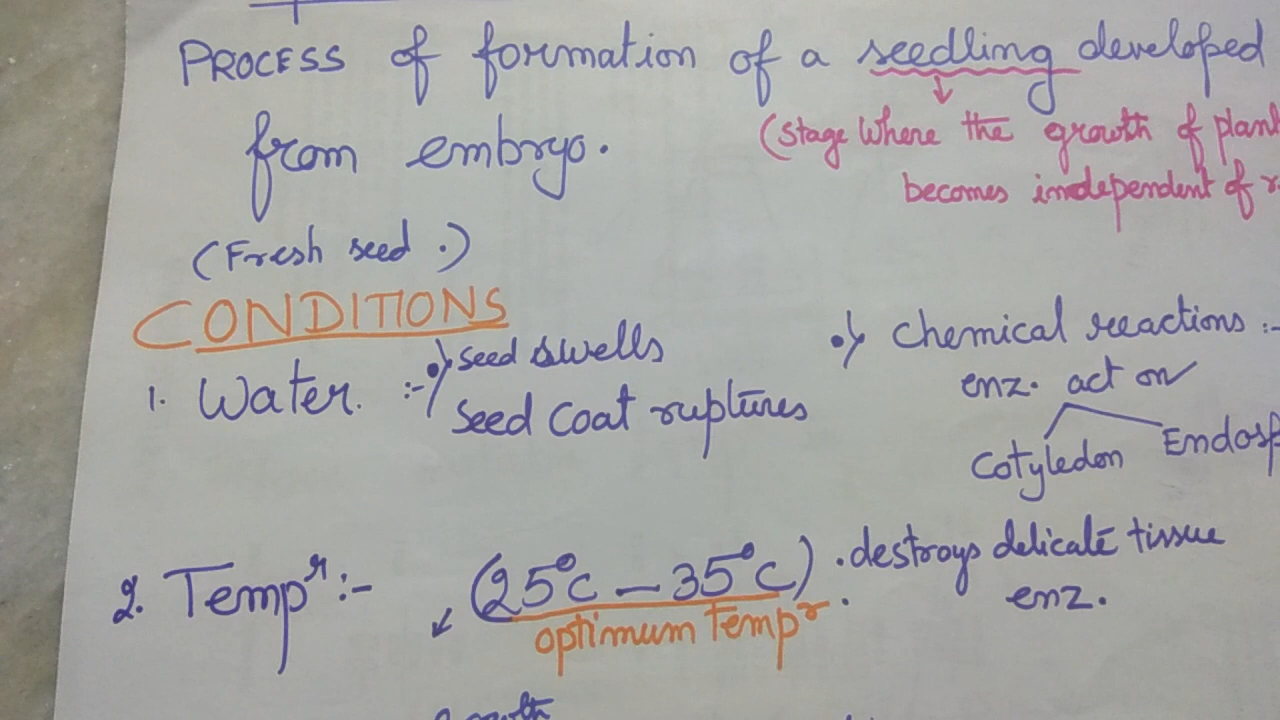 PROCESS of formation of a seedling developed
from embryo.
(Stage Where the growth of plant
becomes independent of
(Fresh seed .)
CONDITIONS
1. Water. :- •) seed swells
seed coat ruptures
•) Chemical reactions :-
enz. act on
Cotyledon Endosp
2. Tempr :- (25°c – 35°c) . destroys delicate tissue
enz.
optimum tempr
growth